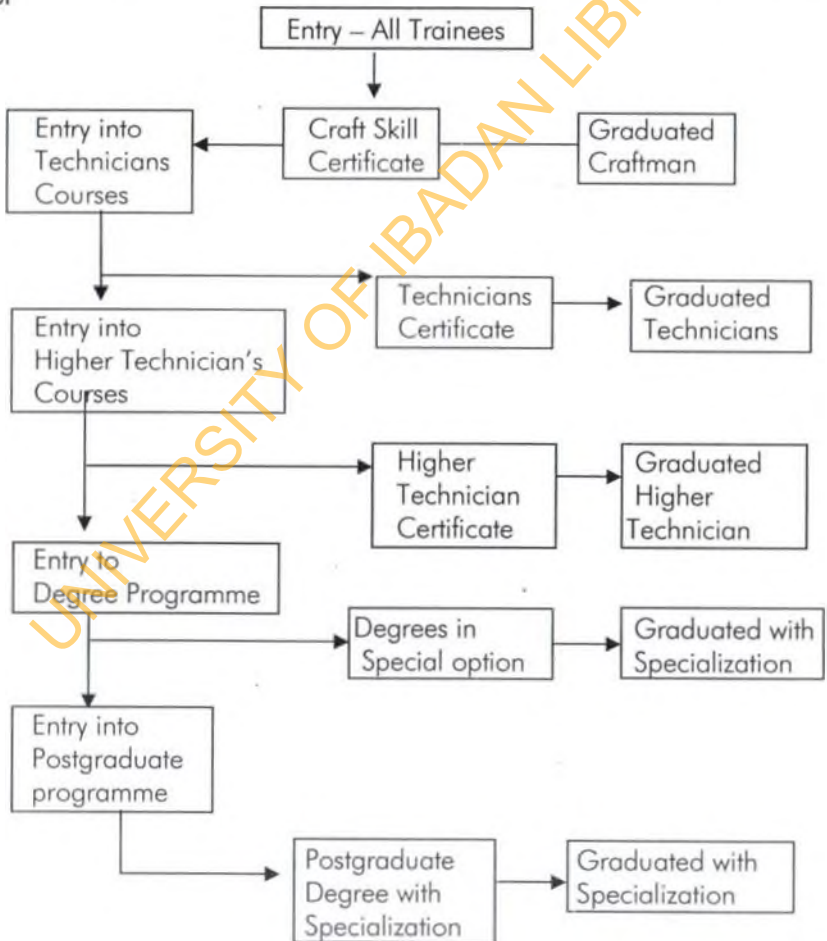 Entry – All Trainees
Entry into
Technicians
Courses
Craft Skill
Certificate
Graduated
Craftman
Technicians
Certificate
Graduated
Technicians
Entry into
Higher Technician's
Courses
Higher
Technician
Certificate
Graduated
Higher
Technician
Entry to
Degree Programme
Degrees in
Special option
Graduated with
Specialization
Entry into
Postgraduate
programme
Postgraduate
Degree with
Specialization
Graduated with
Specialization
UNIVERSITY OF IBADAN LIBR